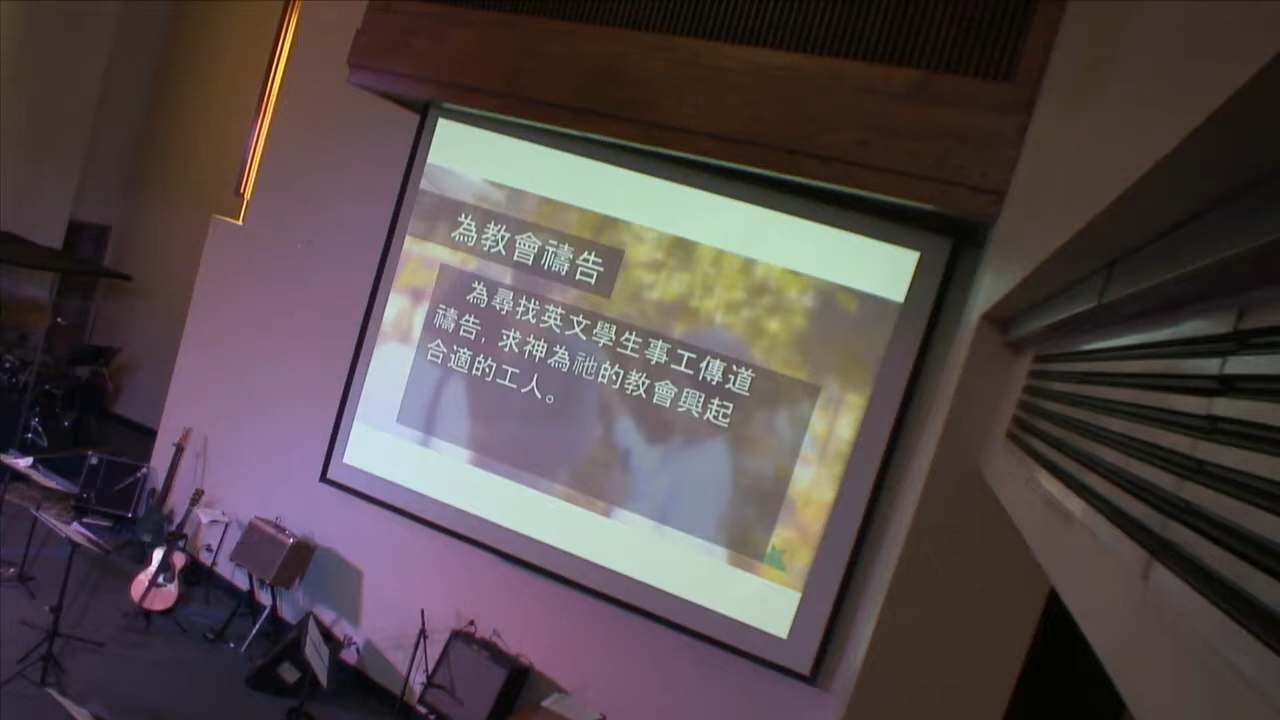 為教會禱告
為尋找英文學生事工傳道
禱告，求神為祂的教會興起
合適的工人。